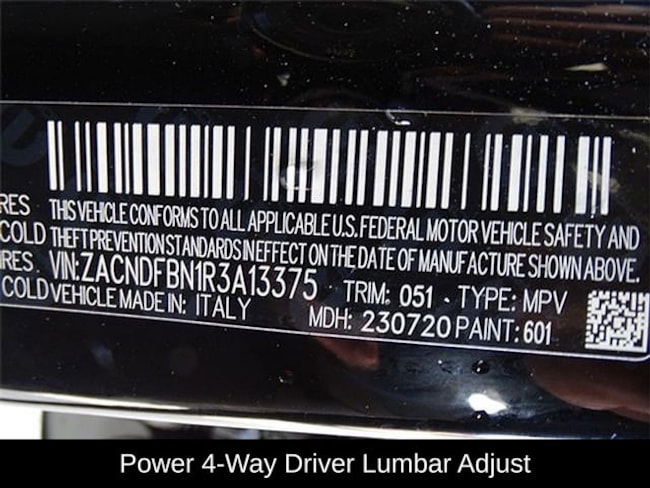 RES THIS VEHICLE CONFORMS TO ALL APPLICABLE U.S. FEDERAL MOTOR VEHICLE SAFETY AND
COLD THEFT PREVENTION STANDARDS IN EFFECT ON THE DATE OF MANUFACTURE SHOWN ABOVE.
RES VIN:ZACNDFBN1R3A13375 TRIM: 051 - TYPE: MPV
COLD VEHICLE MADE IN: ITALY MDH: 230720 PAINT: 601
Power 4-Way Driver Lumbar Adjust